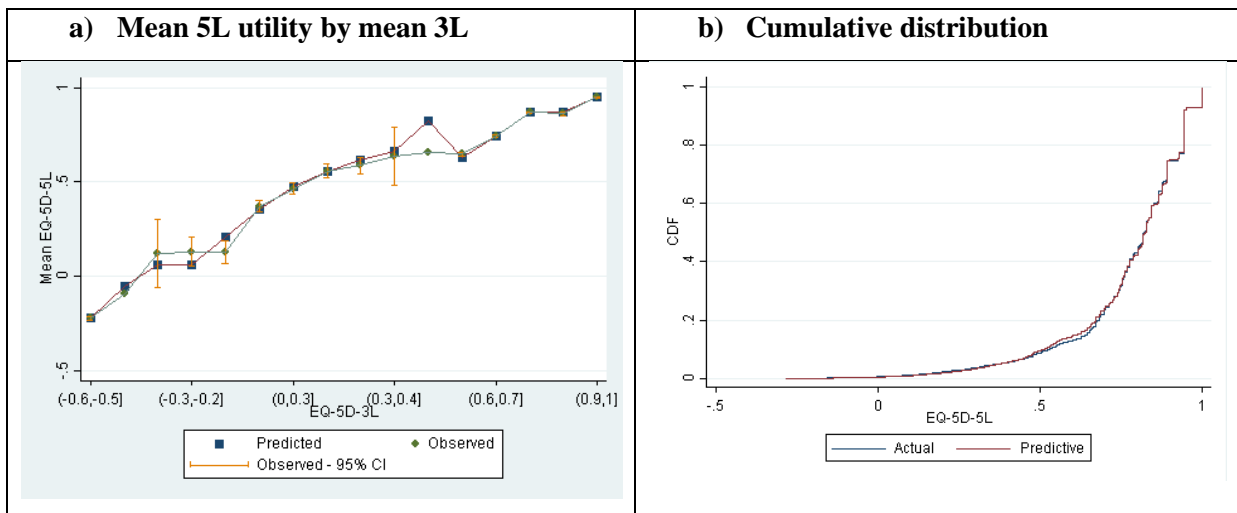 a) Mean 5L utility by mean 3L
1
.5
0
-.5
Mean EQ-5D-5L
(-0.6,-0.5]
(-0.3,-0.2]
(0,0.3]
(0.3,0.4]
(0.6,0.7]
(0.9,1]
EQ-5D-3L
Predicted
Observed
Observed - 95% CI
b) Cumulative distribution
1
.8
.6
.4
.2
0
CDF
-.5
0
.5
1
EQ-5D-5L
Actual
Predictive